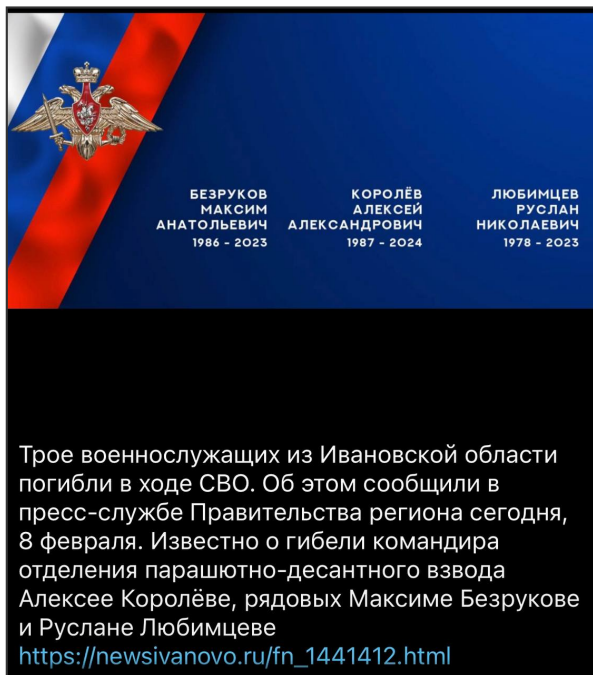 БЕЗРУКОВ
МАКСИМ
АНАТОЛЬЕВИЧ
1986 - 2023
КОРОЛЁВ
АЛЕКСЕЙ
АЛЕКСАНДРОВИЧ
1987 - 2024
ЛЮБИМЦЕВ
РУСЛАН
НИКОЛАЕВИЧ
1978 - 2023
Трое военнослужащих из Ивановской области
погибли в ходе СВО. Об этом сообщили в
пресс-службе Правительства региона сегодня,
8 февраля. Известно о гибели командира
отделения парашютно-десантного взвода
Алексее Королёве, рядовых Максиме Безрукове
и Руслане Любимцеве
https://newsivanovo.ru/fn_1441412.html